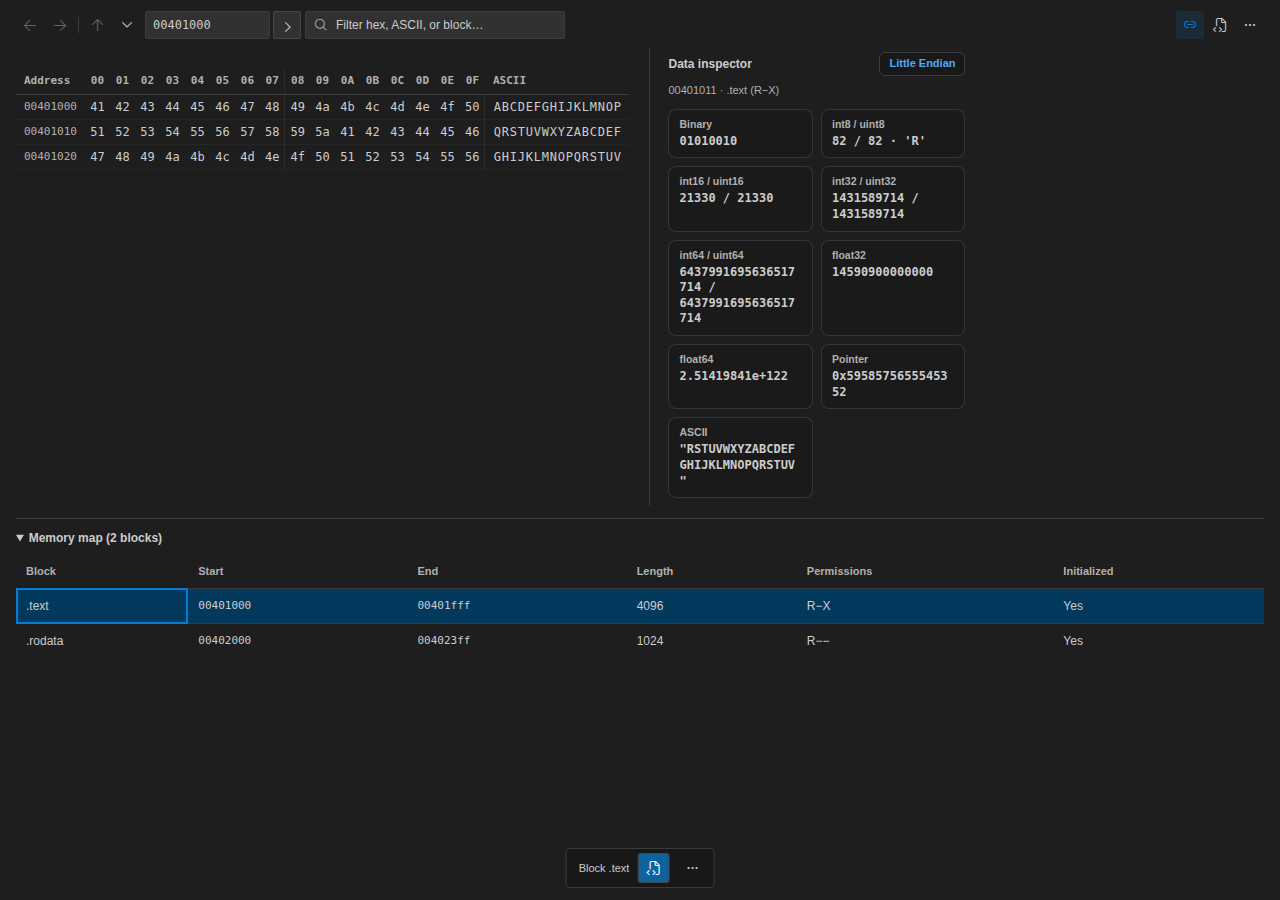 00401000 Filter hex, ASCII, or block…
Address 00 01 02 03 04 05 06 07 08 09 0A 0B 0C 0D 0E 0F ASCII
00401000 41 42 43 44 45 46 47 48 49 4a 4b 4c 4d 4e 4f 50 ABCDEFGHIJKLMNOP
00401010 51 52 53 54 55 56 57 58 59 5a 41 42 43 44 45 46 QRSTUVWXYZABCDEF
00401020 47 48 49 4a 4b 4c 4d 4e 4f 50 51 52 53 54 55 56 GHIJKLMNOPQRSTUV
Data inspector Little Endian
00401011 · .text (R−X)
Binary
01010010
int8 / uint8
82 / 82 · 'R'
int16 / uint16
21330 / 21330
int32 / uint32
1431589714 /
1431589714
int64 / uint64
6437991695636517
714 /
6437991695636517
714
float32
14590900000000
float64
2.51419841e+122
Pointer
0x59585756555453
52
ASCII
"RSTUVWXYZABCDEF
GHIJKLMNOPQRSTUV
"
Memory map (2 blocks)
Block Start End Length Permissions Initialized
.text 00401000 00401fff 4096 R−X Yes
.rodata 00402000 004023ff 1024 R−− Yes
Block .text